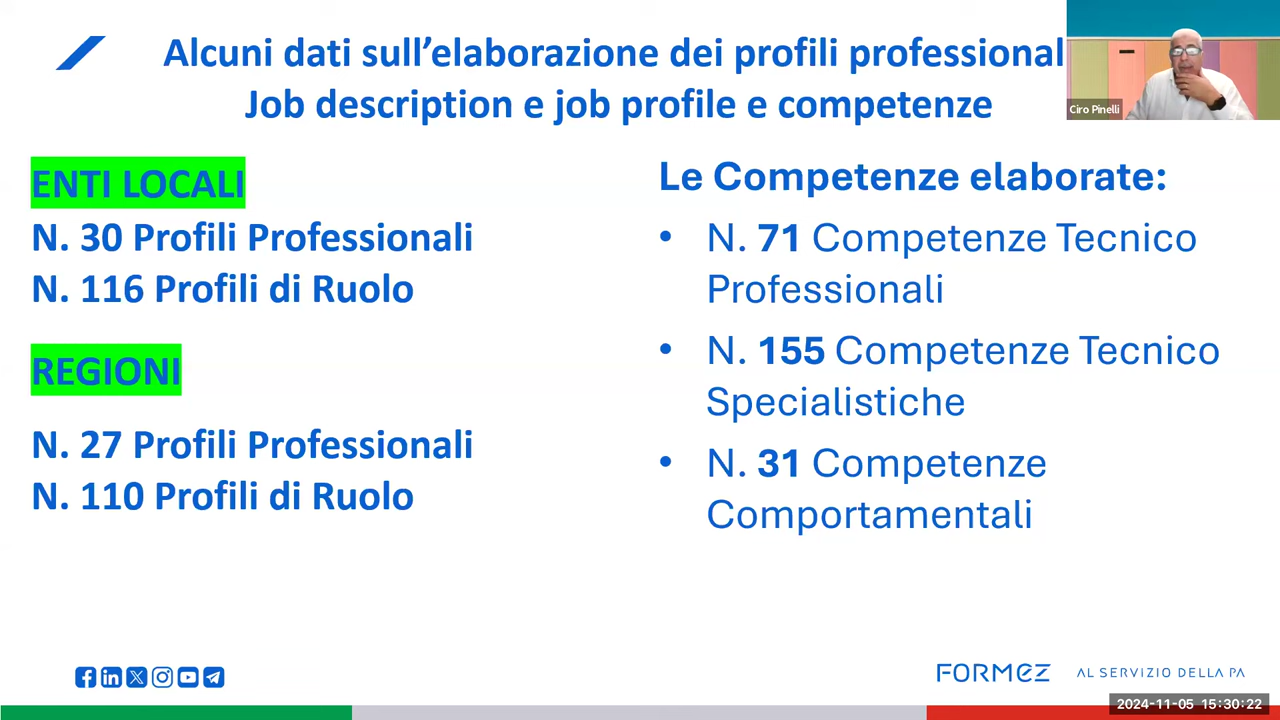 Alcuni dati sull’elaborazione dei profili professional
Job description e job profile e competenze
Ciro Pinelli
ENTI LOCALI
N. 30 Profili Professionali
N. 116 Profili di Ruolo
REGIONI
N. 27 Profili Professionali
N. 110 Profili di Ruolo
Le Competenze elaborate:
• N. 71 Competenze Tecnico
Professionali
• N. 155 Competenze Tecnico
Specialistiche
• N. 31 Competenze
Comportamentali
FORMEZ AL SERVIZIO DELLA PA
2024-11-05 15:30:22